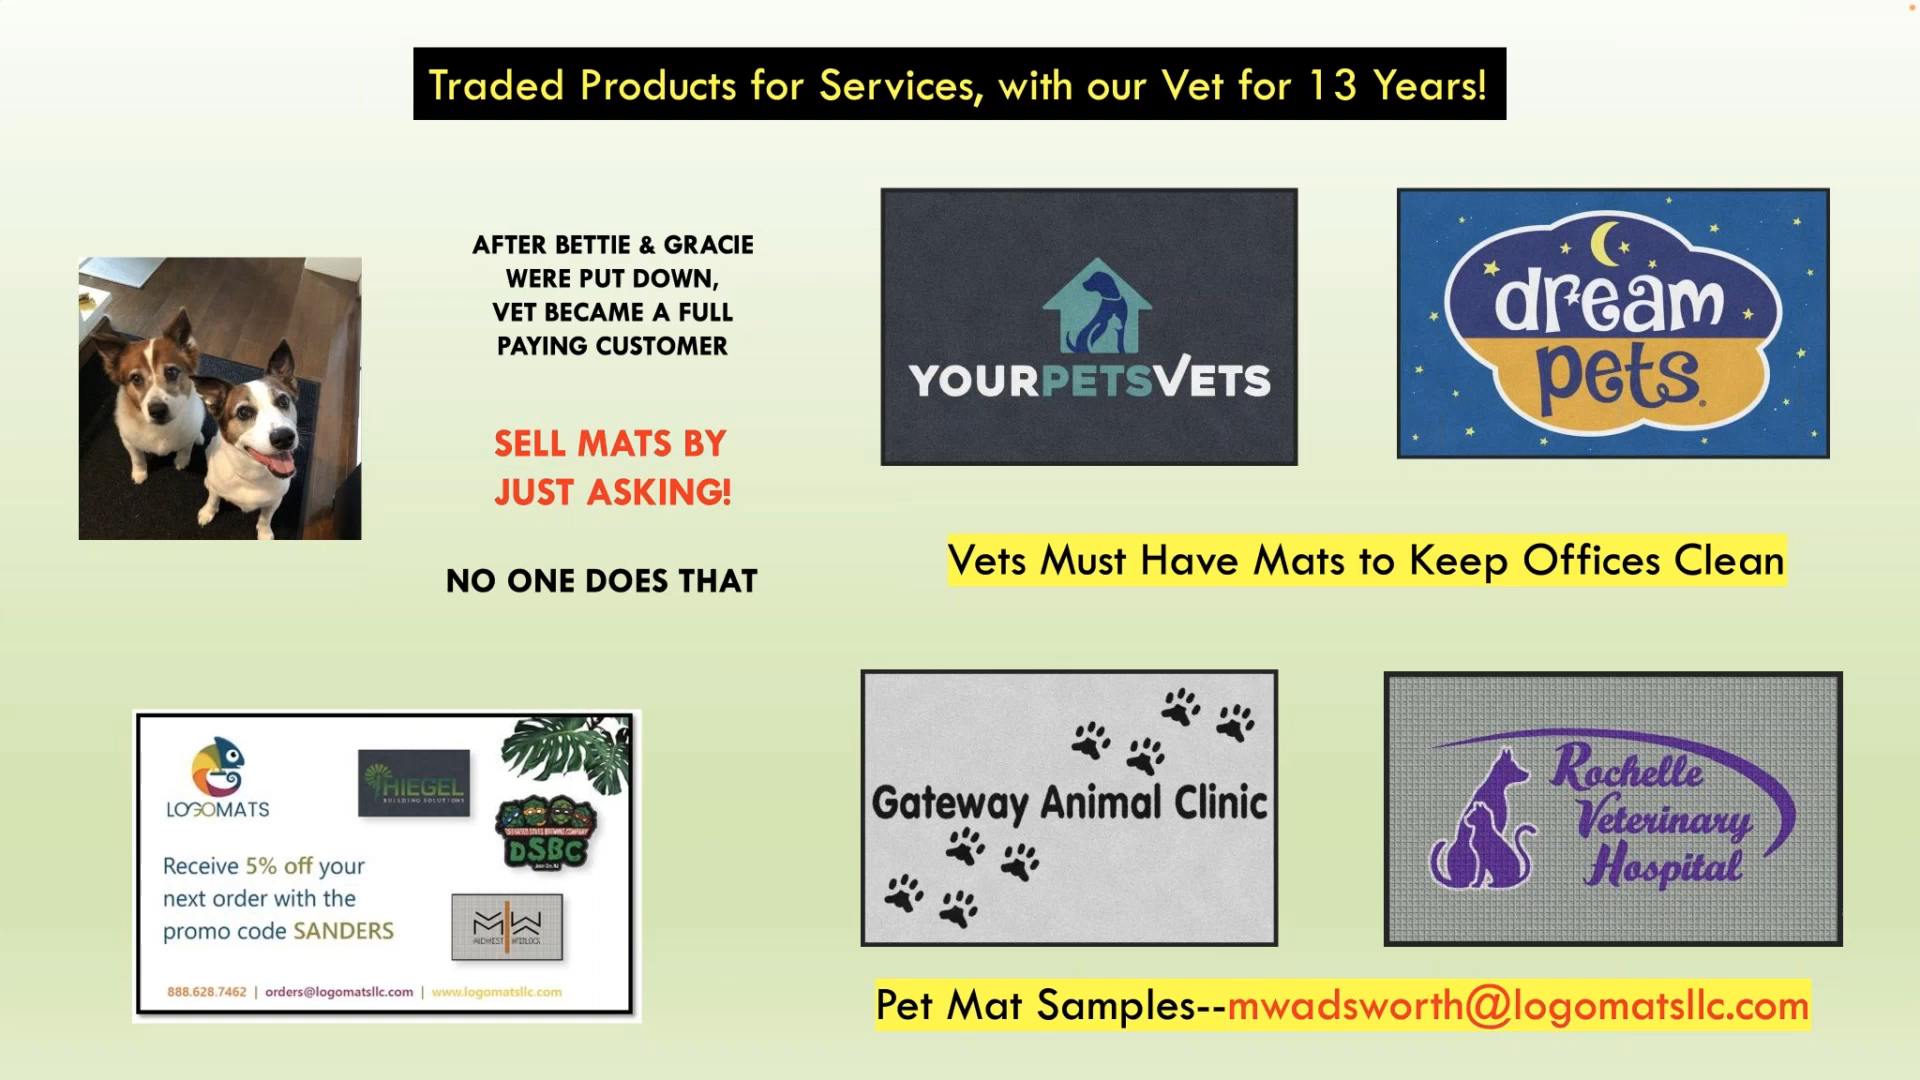 Traded Products for Services, with our Vet for 13 Years!
AFTER BETTIE & GRACIE
WERE PUT DOWN,
VET BECAME A FULL
PAYING CUSTOMER
SELL MATS BY
JUST ASKING!
NO ONE DOES THAT
YOURPETSVETS
dream
pets
Vets Must Have Mats to Keep Offices Clean
LOGOMATS
HIEGEL
BUILDING SOLUTIONS
DSBC
MW
Receive 5% off your
next order with the
promo code SANDERS
888.628.7462 | orders@logomatsllc.com | www.logomatsllc.com
Gateway Animal Clinic
Rochelle
Veterinary
Hospital
Pet Mat Samples--mwadsworth@logomatsllc.com